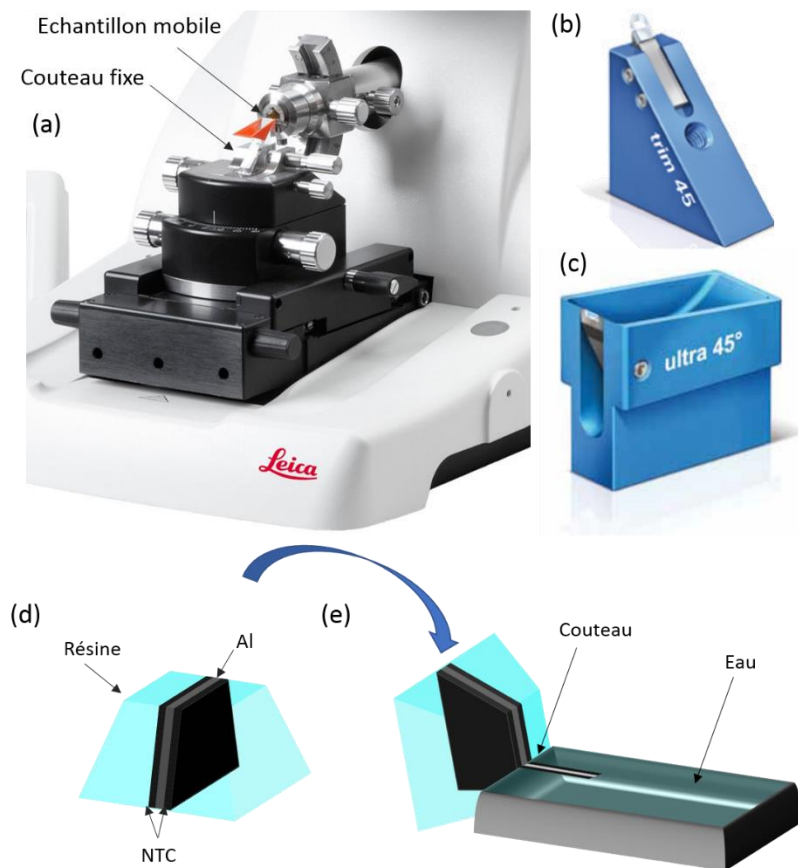 Echantillon mobile
Couteau fixe
(a)
Leica
(b)
trim 45
(c)
ultra 45°
(d)
Résine
Al
NTC
(e)
Couteau
Eau